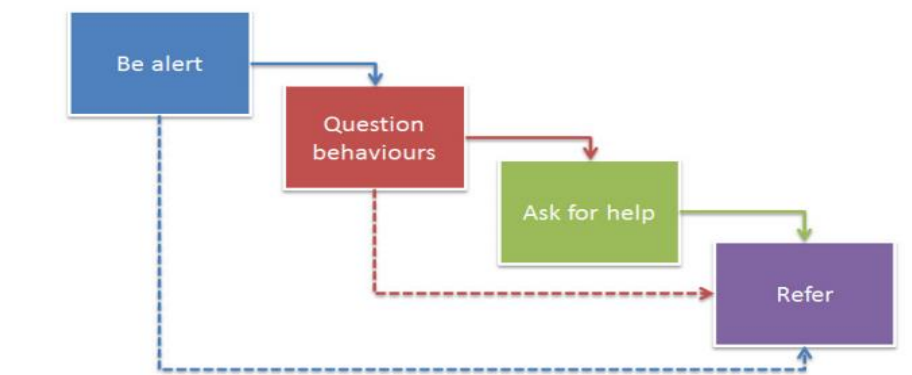 Be alert
Question
behaviours
Ask for help
Refer